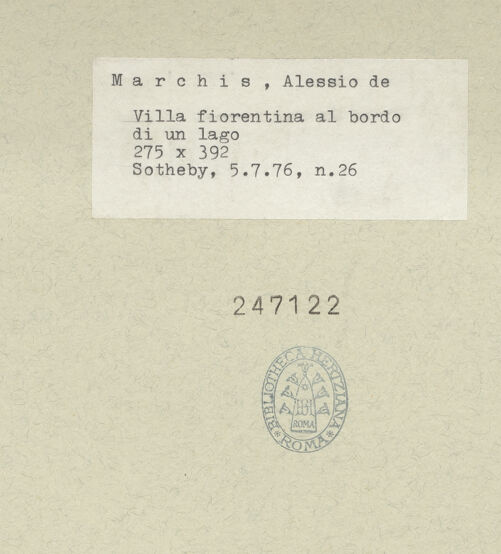 M a r c h i s , Alessio de
Villa fiorentina al bordo
di un lago
275 x 392
Sotheby, 5.7.76, n.26
247122
BIBLIOTHECA HERTZIANA
ROMA
* ROMA *